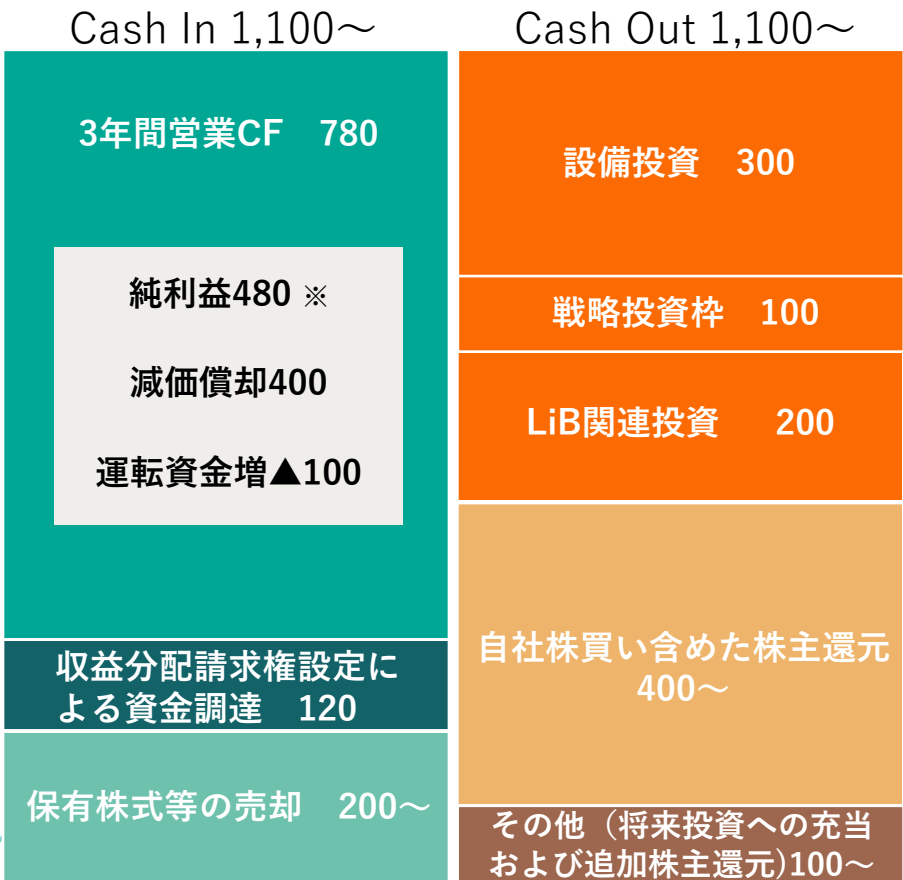 Cash In 1,100～
Cash Out 1,100～
3年間営業CF　780
純利益480 ※
減価償却400
運転資金増▲100
収益分配請求権設定に
よる資金調達　120
保有株式等の売却　200～
設備投資　300
戦略投資枠　100
LiB関連投資　　200
自社株買い含めた株主還元
400～
その他（将来投資への充当
および追加株主還元)100～